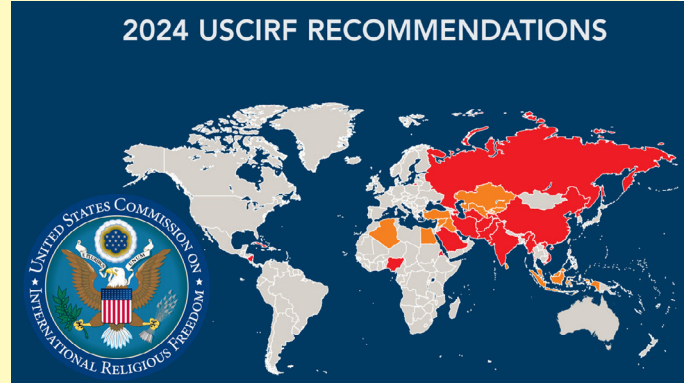 2024 USCIRF RECOMMENDATIONS
UNITED STATES COMMISSION ON
INTERNATIONAL RELIGIOUS FREEDOM